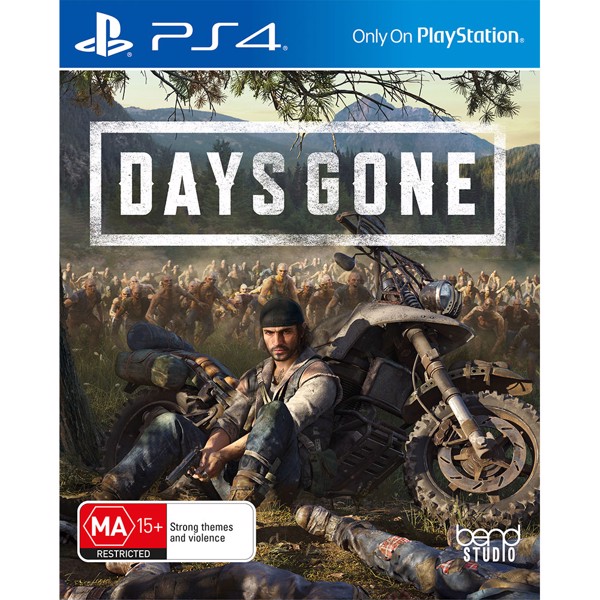 PS4
Only On PlayStation®
DAYS GONE
MA 15+
RESTRICTED
Strong themes
and violence
bend
STUDIO